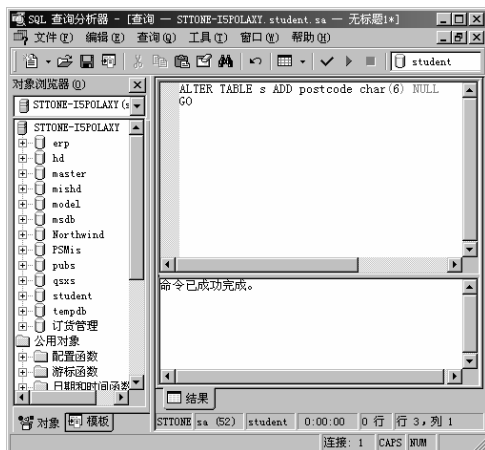 SQL 查询分析器 - [查询 — STTONE-I5POLAXY.student.sa — 无标题1*]
文件(F) 编辑(E) 查询(Q) 工具(T) 窗口(W) 帮助(H)
student
对象浏览器(O)
STTONE-I5POLAXY(s
STTONE-I5POLAXY
erp
hd
master
mishd
model
msdb
Northwind
PSMis
pubs
qsxs
student
tempdb
订货管理
公用对象
配置函数
游标函数
日期和时间函数
对象 模板
ALTER TABLE s ADD postcode char(6) NULL
GO
命令已成功完成。
结果
STTONE sa (52) student 0:00:00 0 行 行 3,列 1
连接: 1 CAPS NUM